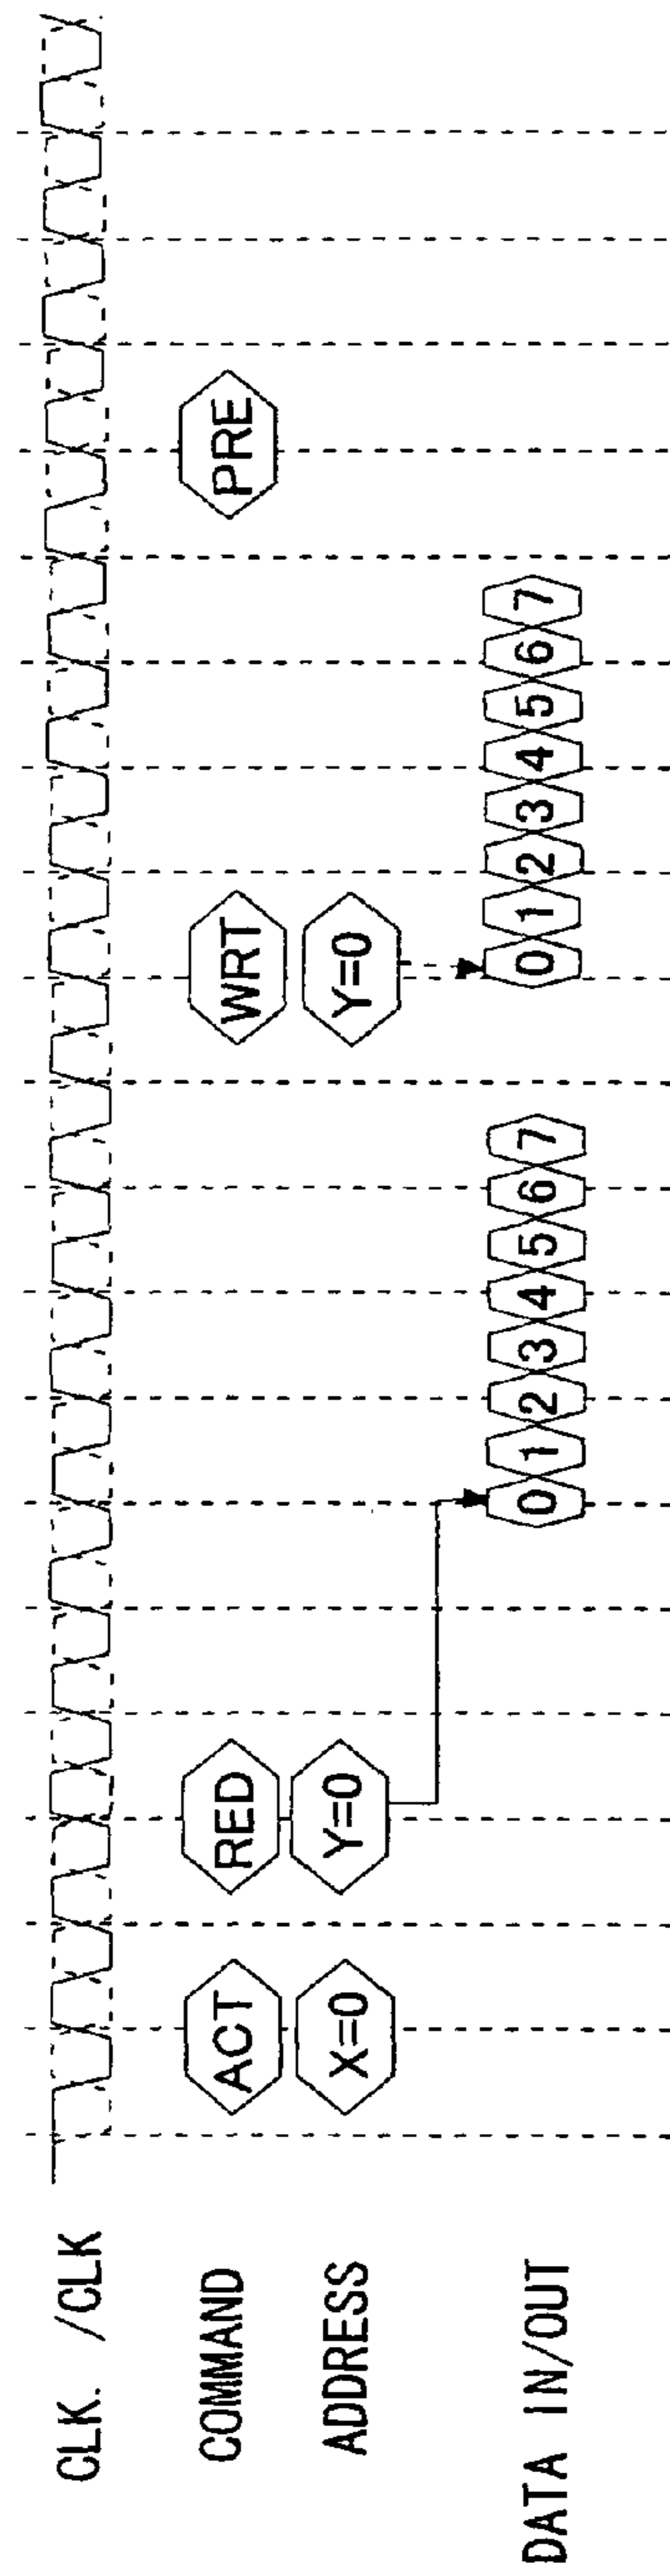 CLK. /CLK
COMMAND ACT RED WRT PRE
ADDRESS X=0 Y=0 Y=0
DATA IN/OUT 0 1 2 3 4 5 6 7 0 1 2 3 4 5 6 7